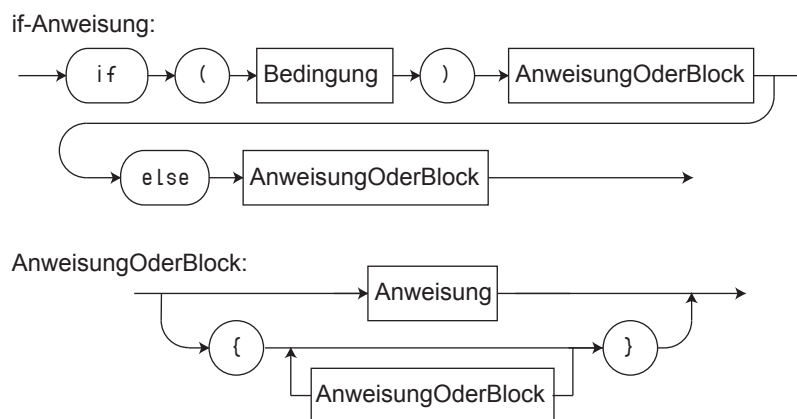 if-Anweisung:
if ( Bedingung ) AnweisungOderBlock
else AnweisungOderBlock
AnweisungOderBlock:
Anweisung
{ }
AnweisungOderBlock